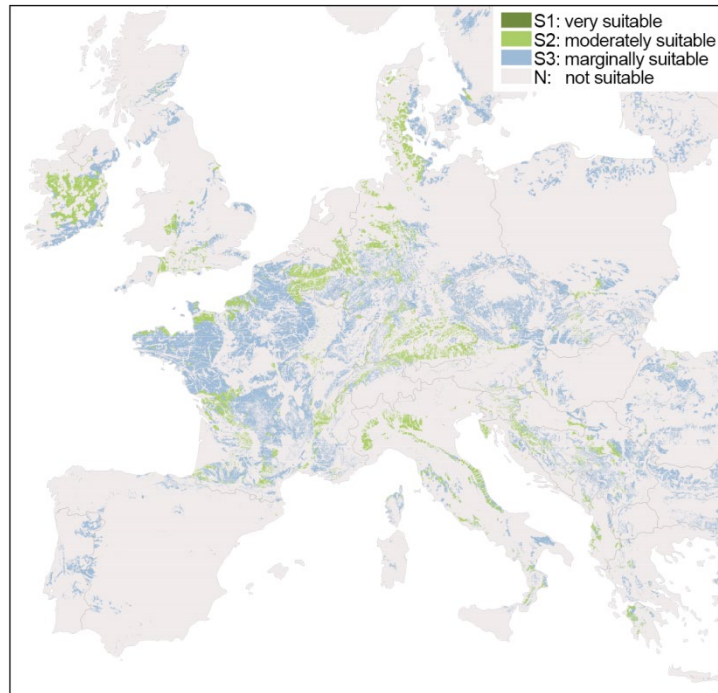 S1: very suitable
S2: moderately suitable
S3: marginally suitable
N: not suitable